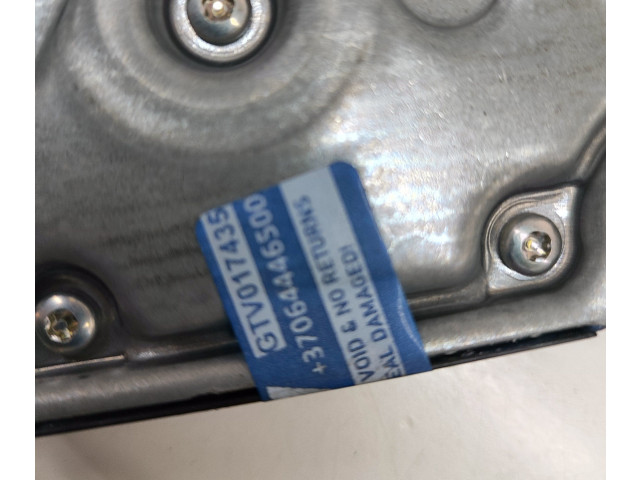 GTV017435
+37064446500
VOID & NO RETURNS
EAL DAMAGED!